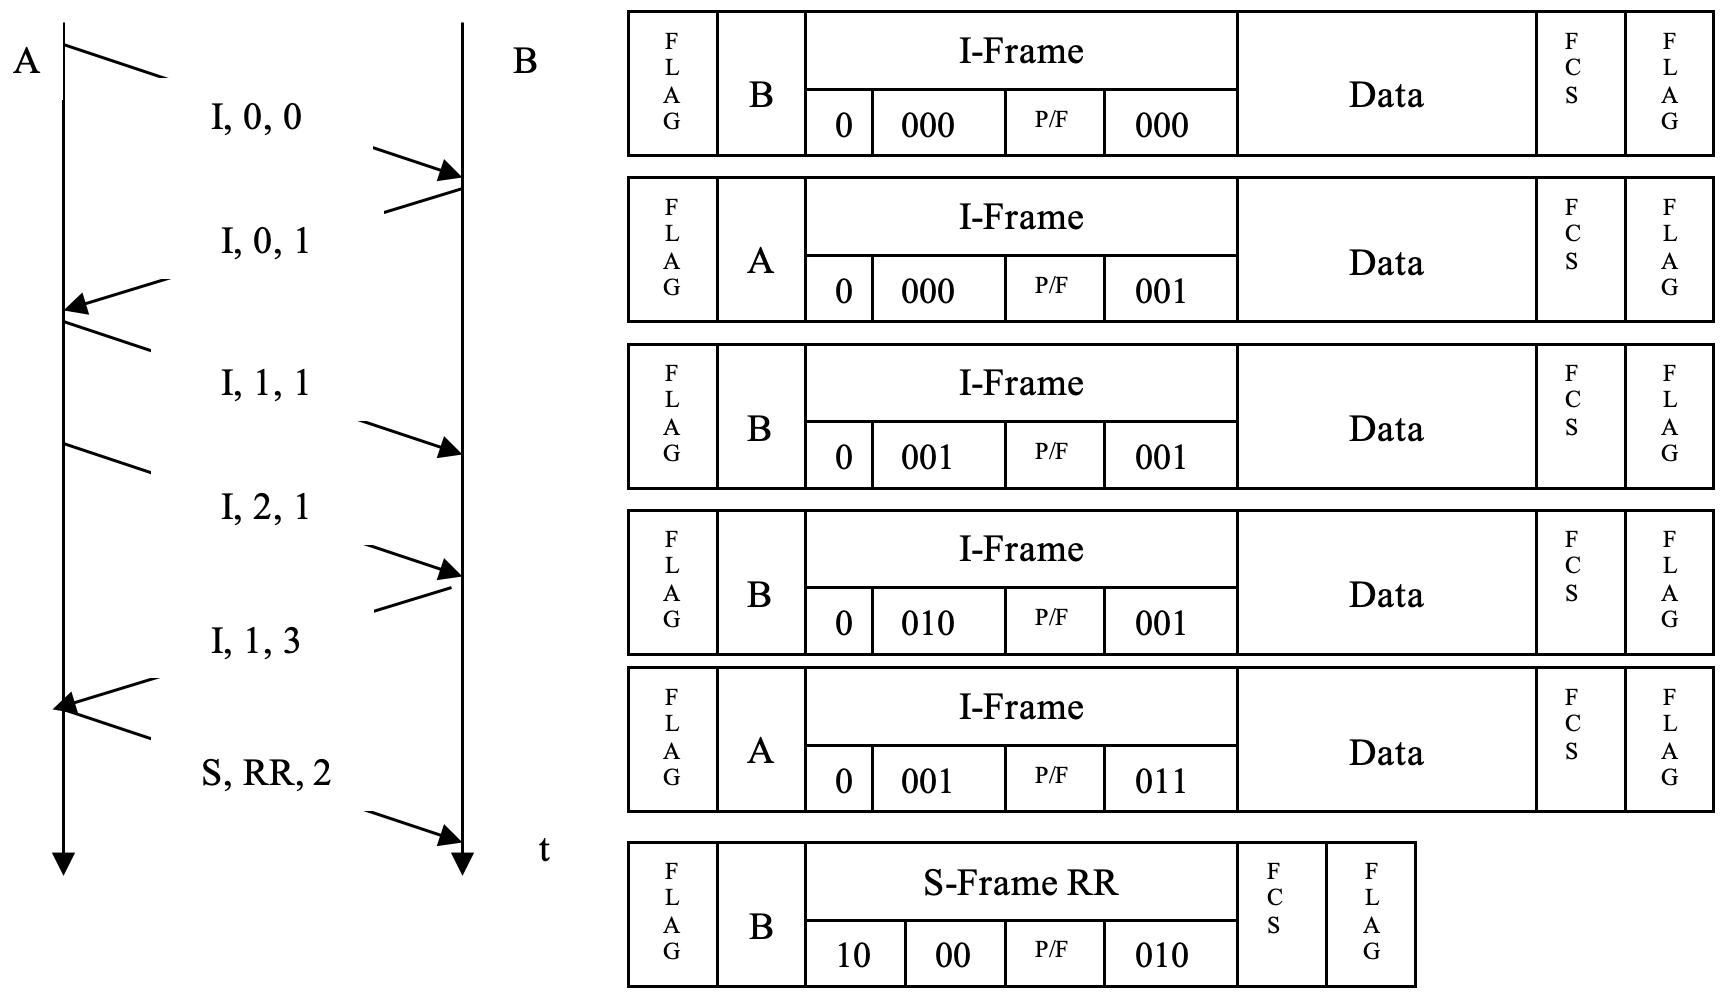 A
B
I, 0, 0
I, 0, 1
I, 1, 1
I, 2, 1
I, 1, 3
S, RR, 2
t
FLAG B I-Frame Data FCS FLAG
0 000 P/F 000
FLAG A I-Frame Data FCS FLAG
0 000 P/F 001
FLAG B I-Frame Data FCS FLAG
0 001 P/F 001
FLAG B I-Frame Data FCS FLAG
0 010 P/F 001
FLAG A I-Frame Data FCS FLAG
0 001 P/F 011
FLAG B S-Frame RR FCS FLAG
10 00 P/F 010